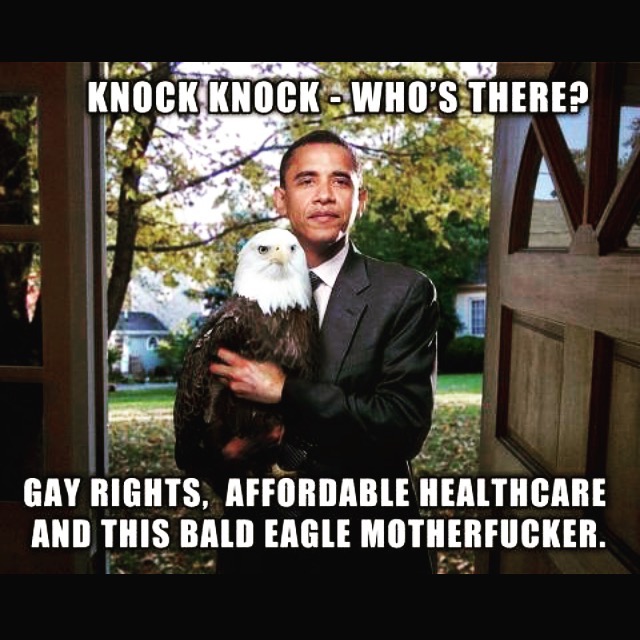 KNOCK KNOCK - WHO'S THERE?
GAY RIGHTS, AFFORDABLE HEALTHCARE
AND THIS BALD EAGLE MOTHERFUCKER.